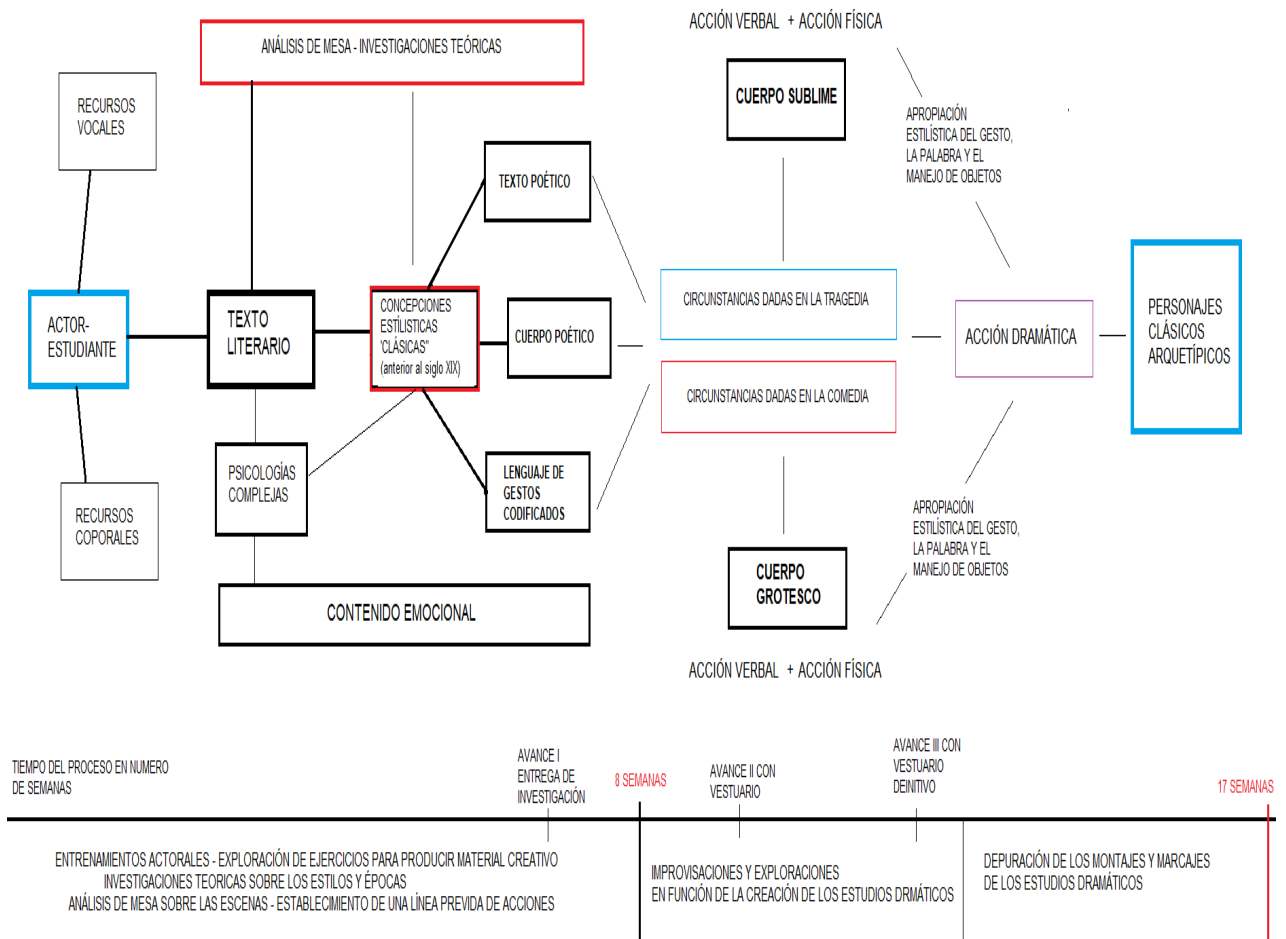 ACCIÓN VERBAL + ACCIÓN FÍSICA
ANÁLISIS DE MESA - INVESTIGACIONES TEÓRICAS
RECURSOS
VOCALES
CUERPO SUBLIME
APROPIACIÓN
ESTILÍSTICA DEL GESTO,
LA PALABRA Y EL
MANEJO DE OBJETOS
TEXTO POÉTICO
ACTOR-
ESTUDIANTE
TEXTO
LITERARIO
CONCEPCIONES
ESTÍLISTICAS
'CLÁSICAS"
(anterior al siglo XIX)
CUERPO POÉTICO
CIRCUNSTANCIAS DADAS EN LA TRAGEDIA
CIRCUNSTANCIAS DADAS EN LA COMEDIA
ACCIÓN DRAMÁTICA
PERSONAJES
CLÁSICOS
ARQUETÍPICOS
PSICOLOGÍAS
COMPLEJAS
LENGUAJE DE
GESTOS
CODIFICADOS
RECURSOS
COPORALES
APROPIACIÓN
ESTILÍSTICA DEL GESTO,
LA PALABRA Y EL
MANEJO DE OBJETOS
CUERPO
GROTESCO
CONTENIDO EMOCIONAL
ACCIÓN VERBAL + ACCIÓN FÍSICA
TIEMPO DEL PROCESO EN NUMERO
DE SEMANAS
AVANCE I
ENTREGA DE
INVESTIGACIÓN
8 SEMANAS
AVANCE II CON
VESTUARIO
AVANCE III CON
VESTUARIO
DEINITIVO
17 SEMANAS
ENTRENAMIENTOS ACTORALES - EXPLORACIÓN DE EJERCICIOS PARA PRODUCIR MATERIAL CREATIVO
INVESTIGACIONES TEORICAS SOBRE LOS ESTILOS Y ÉPOCAS
ANÁLISIS DE MESA SOBRE LAS ESCENAS - ESTABLECIMIENTO DE UNA LÍNEA PREVIDA DE ACCIONES
IMPROVISACIONES Y EXPLORACIONES
EN FUNCIÓN DE LA CREACIÓN DE LOS ESTUDIOS DRMÁTICOS
DEPURACIÓN DE LOS MONTAJES Y MARCAJES
DE LOS ESTUDIOS DRAMÁTICOS